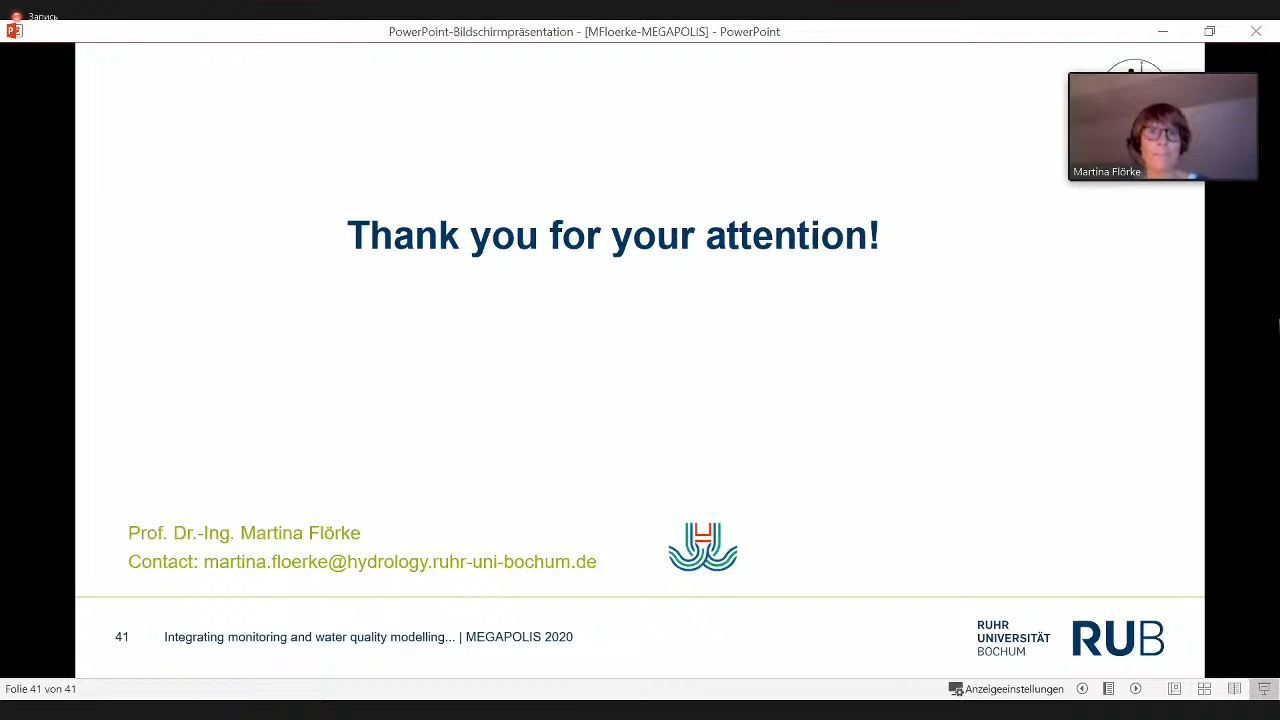 Запись
PowerPoint-Bildschirmpräsentation - [MFloerke-MEGAPOLIS] - PowerPoint
Martina Flörke
Thank you for your attention!
Prof. Dr.-Ing. Martina Flörke
Contact: martina.floerke@hydrology.ruhr-uni-bochum.de
41 Integrating monitoring and water quality modelling... | MEGAPOLIS 2020
RUHR
UNIVERSITÄT
BOCHUM
RUB
Folie 41 von 41
Anzeigeeinstellungen